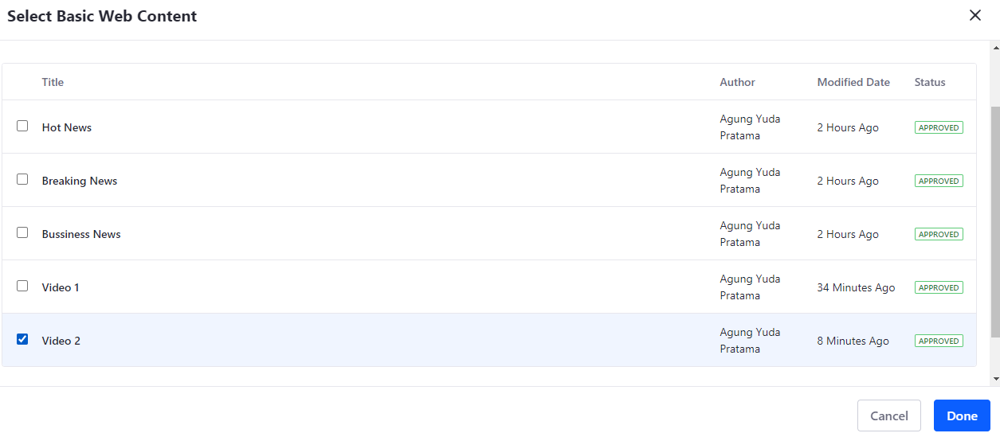 Select Basic Web Content
Title Author Modified Date Status
Hot News Agung Yuda Pratama 2 Hours Ago APPROVED
Breaking News Agung Yuda Pratama 2 Hours Ago APPROVED
Bussiness News Agung Yuda Pratama 2 Hours Ago APPROVED
Video 1 Agung Yuda Pratama 34 Minutes Ago APPROVED
Video 2 Agung Yuda Pratama 8 Minutes Ago APPROVED
Cancel Done